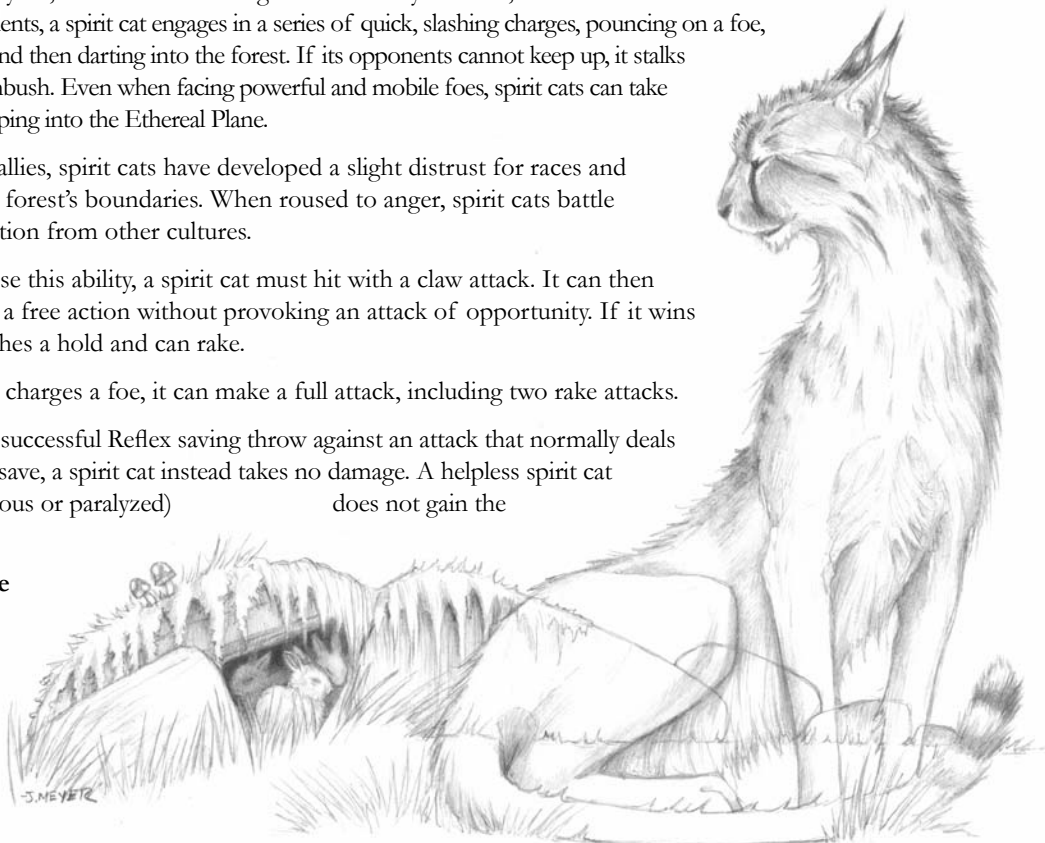 ents, a spirit cat engages in a series of quick, slashing charges, pouncing on a foe,
nd then darting into the forest. If its opponents cannot keep up, it stalks
bush. Even when facing powerful and mobile foes, spirit cats can take
ping into the Ethereal Plane.
allies, spirit cats have developed a slight distrust for races and
forest's boundaries. When roused to anger, spirit cats battle
tion from other cultures.
se this ability, a spirit cat must hit with a claw attack. It can then
a free action without provoking an attack of opportunity. If it wins
hes a hold and can rake.
charges a foe, it can make a full attack, including two rake attacks.
successful Reflex saving throw against an attack that normally deals
save, a spirit cat instead takes no damage. A helpless spirit cat
ous or paralyzed) does not gain the
e
-J.MEYER